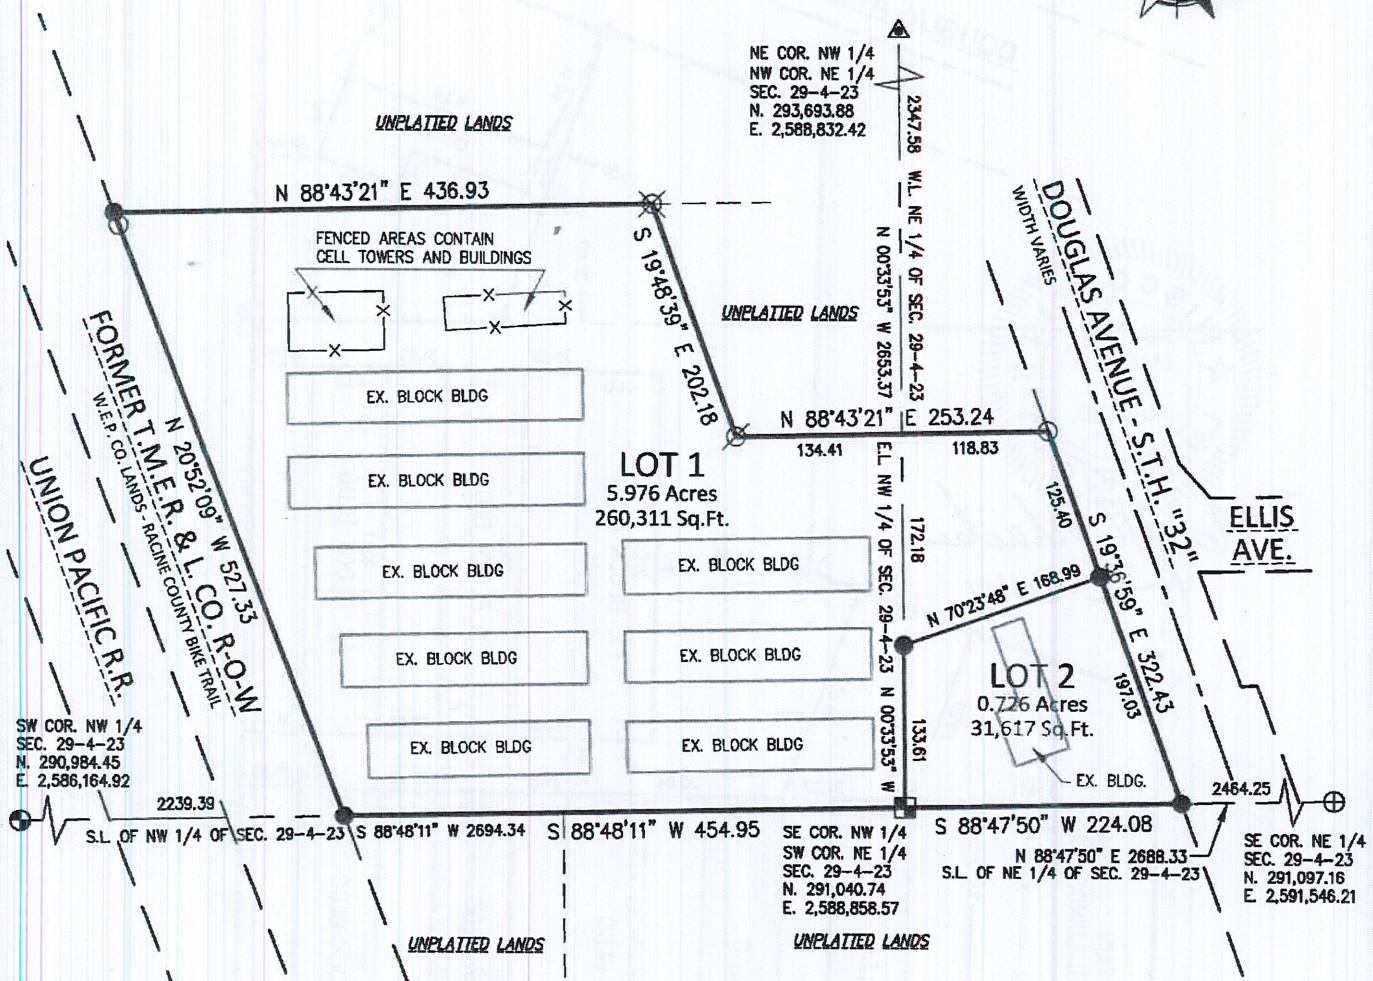 NE COR. NW 1/4
NW COR. NE 1/4
SEC. 29-4-23
N. 293,693.88
E. 2,588,832.42
UNPLATTED LANDS
2347.58 W.L. NE 1/4 OF SEC. 29-4-23
N 00°33'53" W 2653.37
N 88°43'21" E 436.93
FENCED AREAS CONTAIN
CELL TOWERS AND BUILDINGS
S 19°48'39" E 202.18
UNPLATTED LANDS
DOUGLAS AVENUE - S.T.H. "32"
WIDTH VARIES
N 88°43'21" E 253.24
134.41
118.83
EX. BLOCK BLDG
EX. BLOCK BLDG
LOT 1
5.976 Acres
260,311 Sq.Ft.
ELLIS
AVE.
125.40
S 19°36'59" E 322.43
197.03
172.18
E.L. NW 1/4 OF SEC. 29-4-23 N 00°33'53" W
133.61
N 70°23'48" E 168.99
EX. BLOCK BLDG
EX. BLOCK BLDG
EX. BLOCK BLDG
EX. BLOCK BLDG
EX. BLOCK BLDG
EX. BLOCK BLDG
LOT 2
0.726 Acres
31,617 Sq.Ft.
EX. BLDG.
N 20°52'09" W 527.33
FORMER T.M.E.R. & L. CO. R-O-W
W.E.P. CO. LANDS - RACINE COUNTY BIKE TRAIL
UNION PACIFIC R.R.
SW COR. NW 1/4
SEC. 29-4-23
N. 290,984.45
E. 2,586,164.92
2239.39
S.L. OF NW 1/4 OF SEC. 29-4-23
S 88°48'11" W 2694.34
S 88°48'11" W 454.95
SE COR. NW 1/4
SW COR. NE 1/4
SEC. 29-4-23
N. 291,040.74
E. 2,588,858.57
S 88°47'50" W 224.08
N 88°47'50" E 2688.33
S.L. OF NE 1/4 OF SEC. 29-4-23
2464.25
SE COR. NE 1/4
SEC. 29-4-23
N. 291,097.16
E. 2,591,546.21
UNPLATTED LANDS
UNPLATTED LANDS